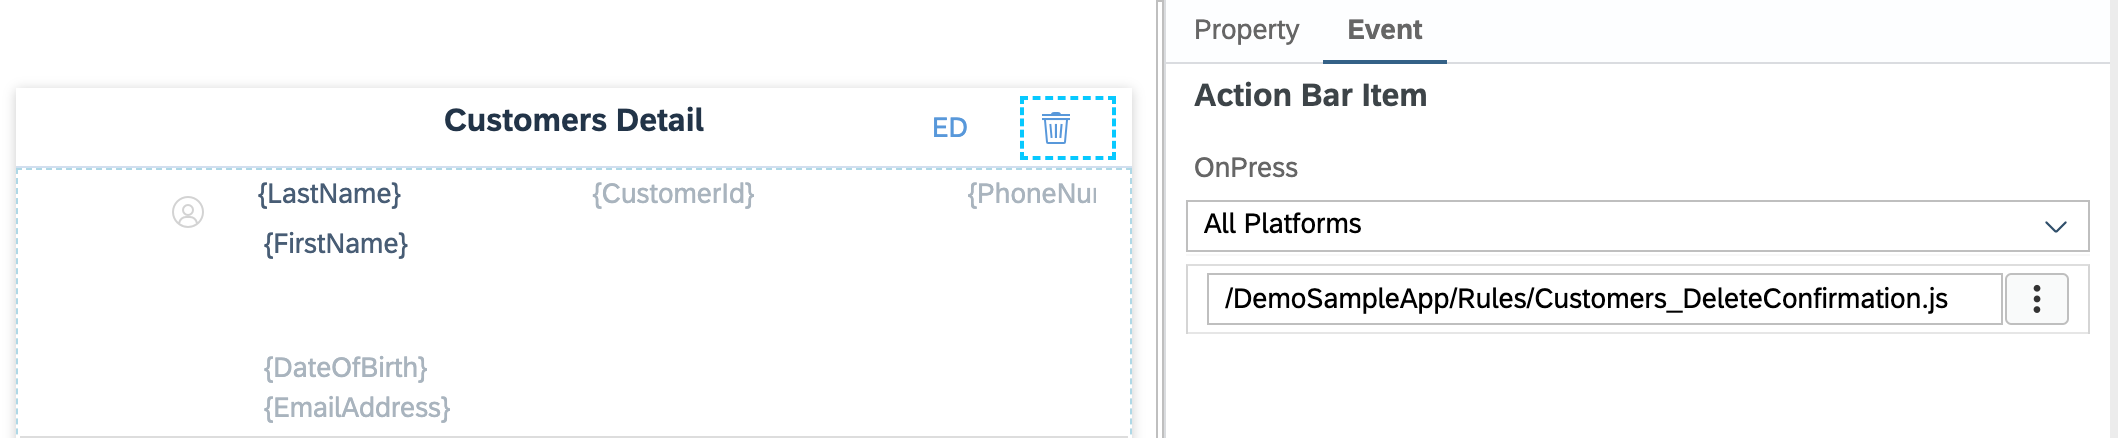 Customers Detail
ED
{LastName}
{CustomerId}
{PhoneNur
{FirstName}
{DateOfBirth}
{EmailAddress}
Property
Event
Action Bar Item
OnPress
All Platforms
/DemoSampleApp/Rules/Customers_DeleteConfirmation.js